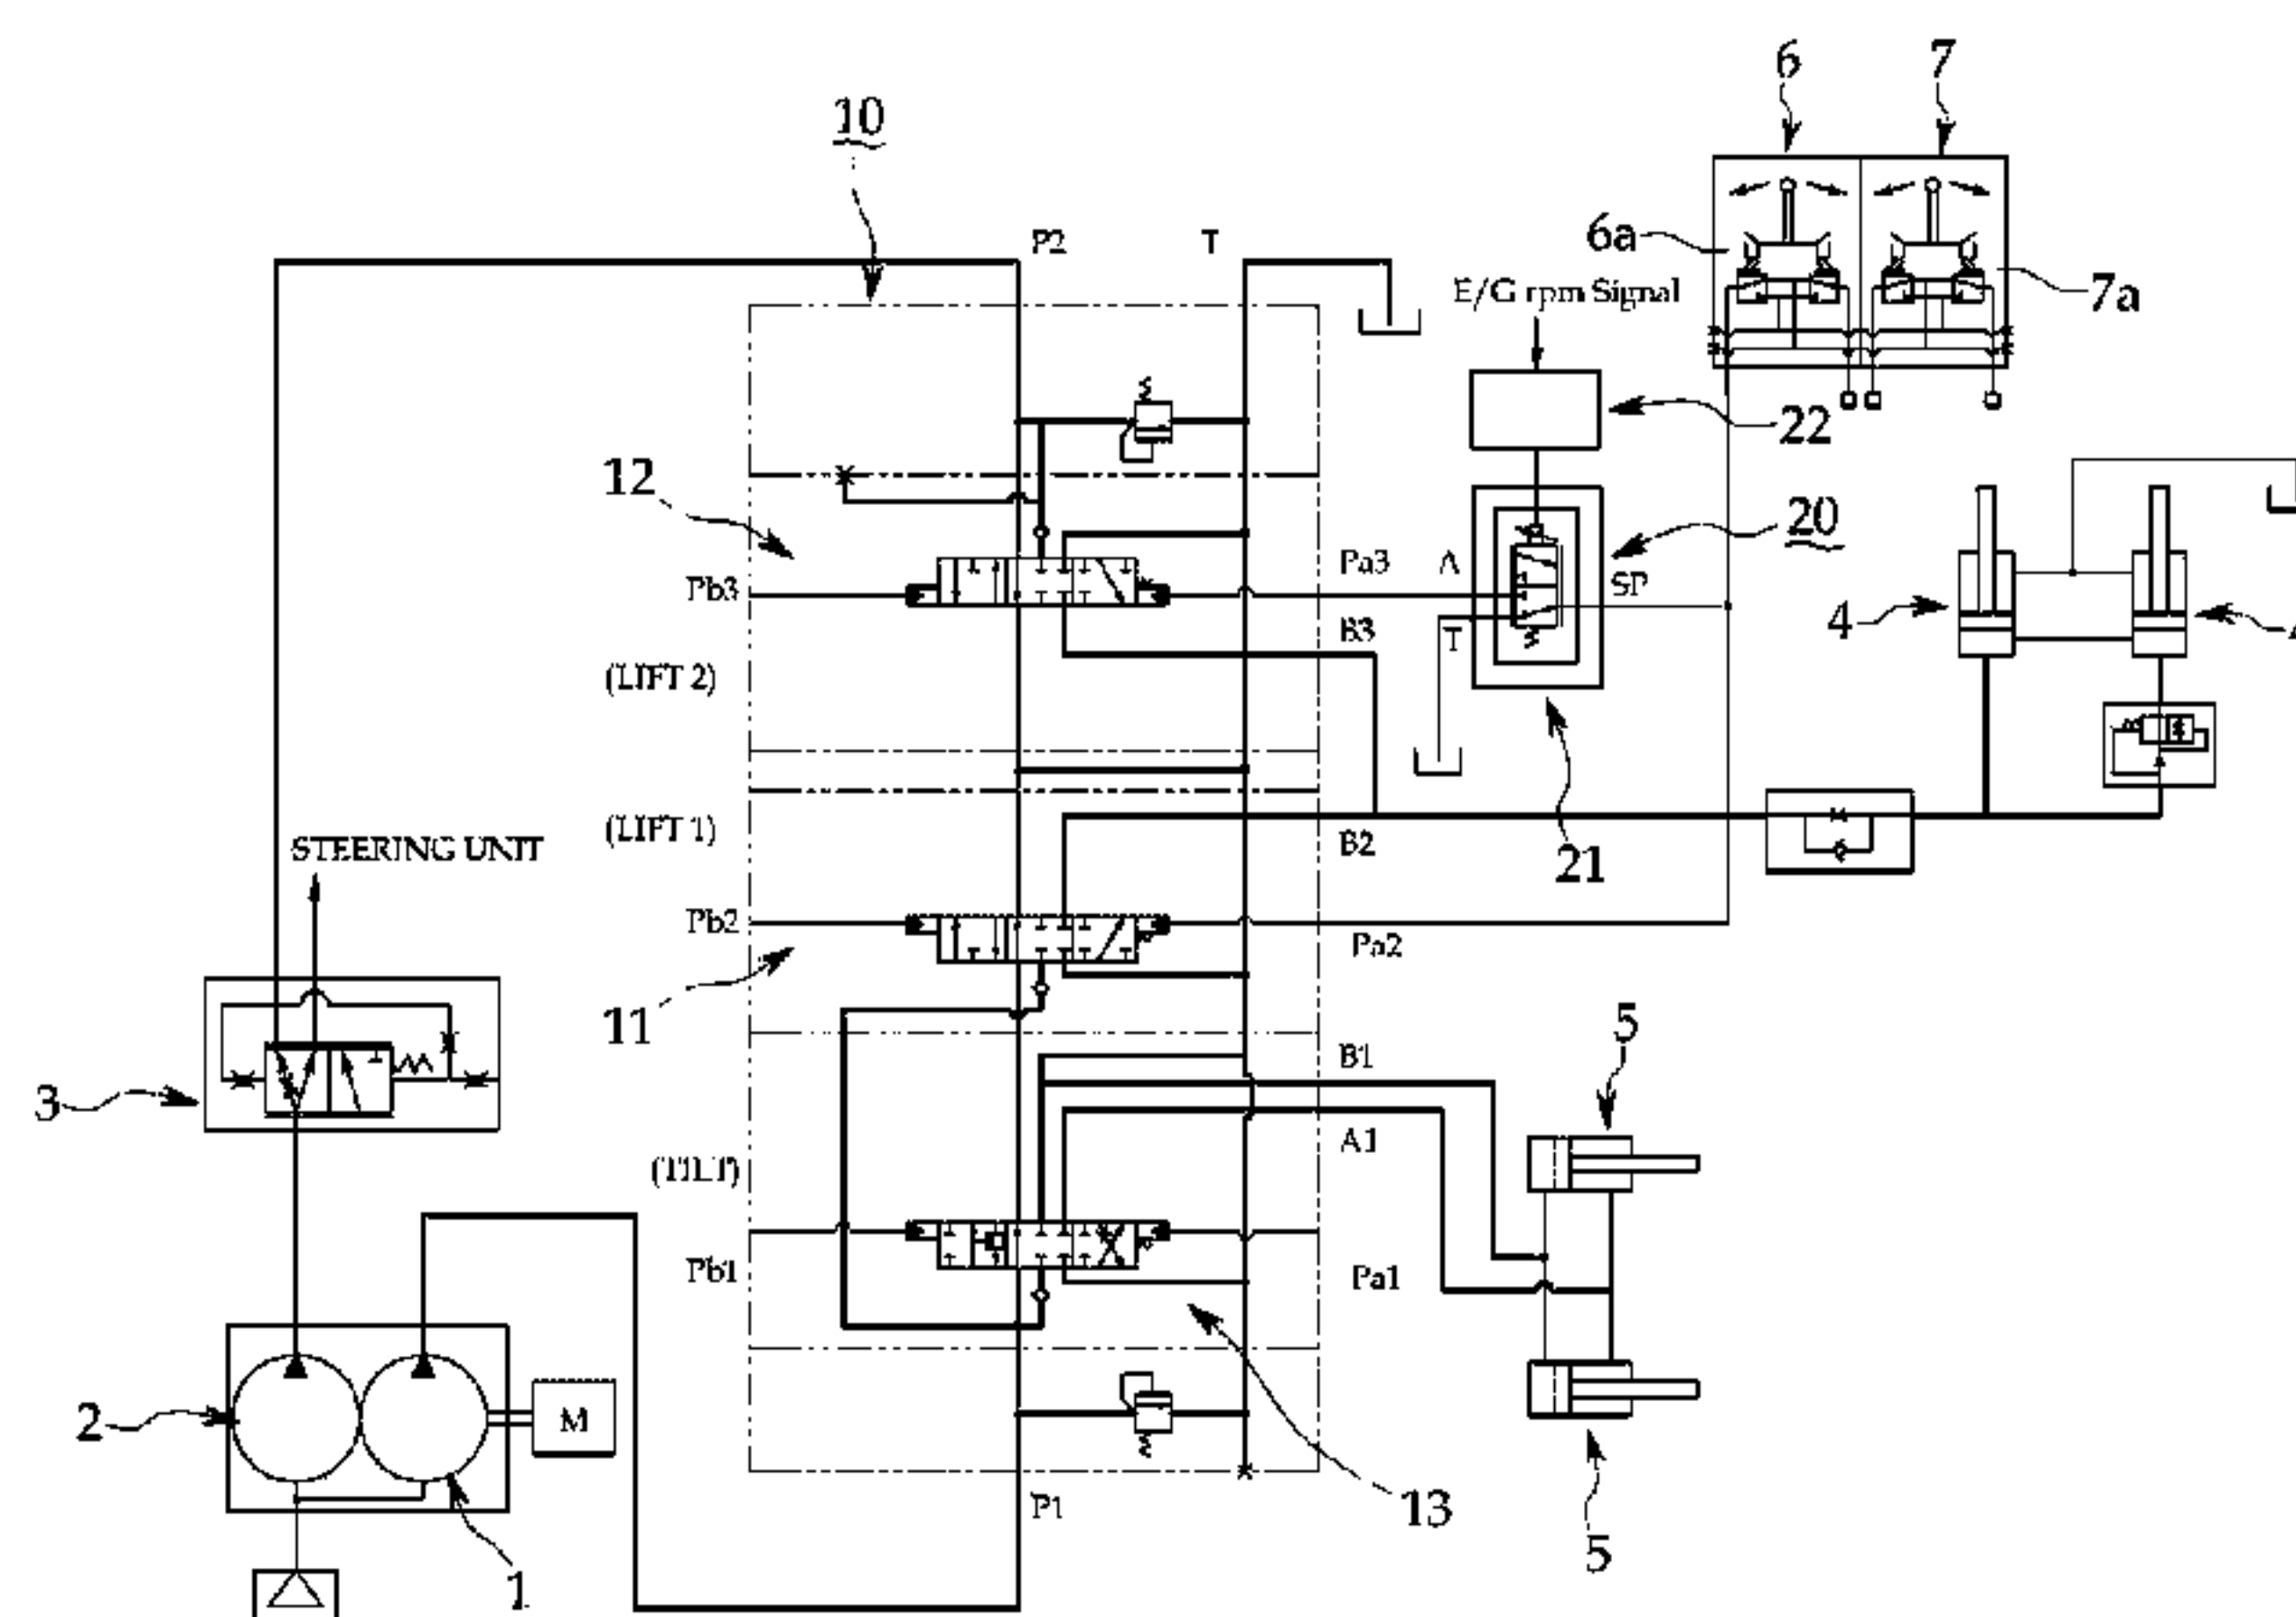 6
7
10
6a
P2
T
E/G rpm Signal
7a
22
12
20
Pa3
A
SP
Pb3
4
B3
T
(LIFT 2)
(LIFT 1)
STEERING UNIT
B2
21
Pb2
Pa2
11
5
B1
3
A1
(TILT)
Pb1
Pa1
2
M
13
P1
5
1